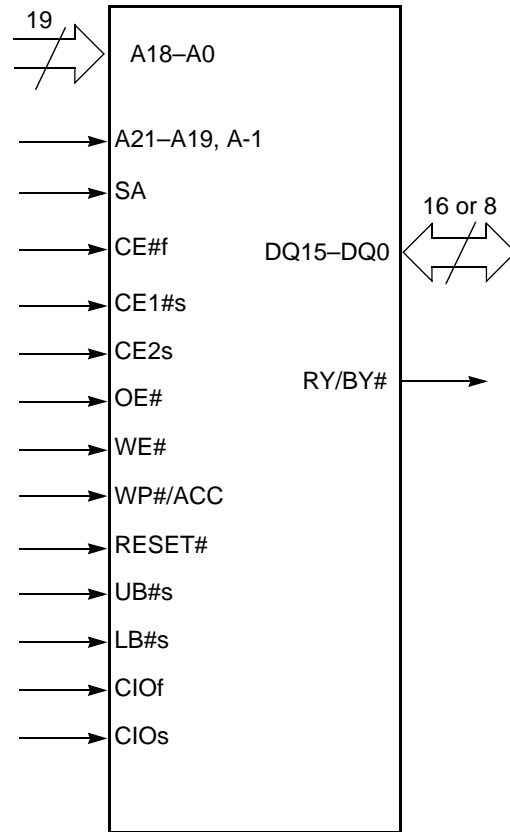 19
A18–A0
A21–A19, A-1
SA
16 or 8
CE#f
DQ15–DQ0
CE1#s
CE2s
RY/BY#
OE#
WE#
WP#/ACC
RESET#
UB#s
LB#s
CIOf
CIOs